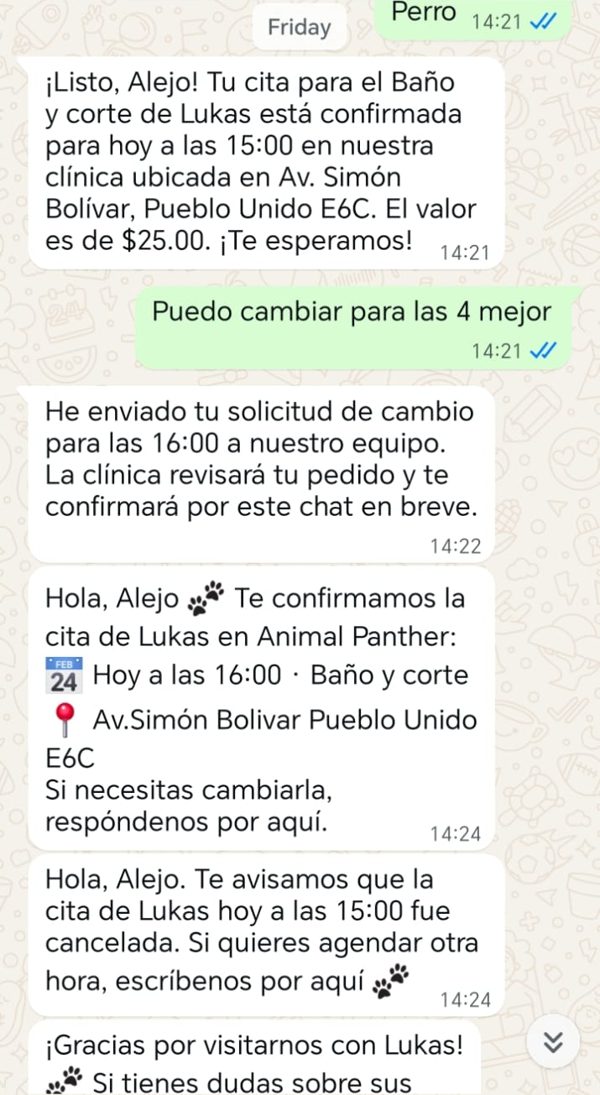 Perro 14:21
Friday
¡Listo, Alejo! Tu cita para el Baño
y corte de Lukas está confirmada
para hoy a las 15:00 en nuestra
clínica ubicada en Av. Simón
Bolívar, Pueblo Unido E6C. El valor
es de $25.00. ¡Te esperamos! 14:21
Puedo cambiar para las 4 mejor
14:21
He enviado tu solicitud de cambio
para las 16:00 a nuestro equipo.
La clínica revisará tu pedido y te
confirmará por este chat en breve.
14:22
Hola, Alejo 🐾 Te confirmamos la
cita de Lukas en Animal Panther:
📅 Hoy a las 16:00 · Baño y corte
📍 Av.Simón Bolivar Pueblo Unido
E6C
Si necesitas cambiarla,
respóndenos por aquí. 14:24
Hola, Alejo. Te avisamos que la
cita de Lukas hoy a las 15:00 fue
cancelada. Si quieres agendar otra
hora, escríbenos por aquí 🐾 14:24
¡Gracias por visitarnos con Lukas!
🐾 Si tienes dudas sobre sus